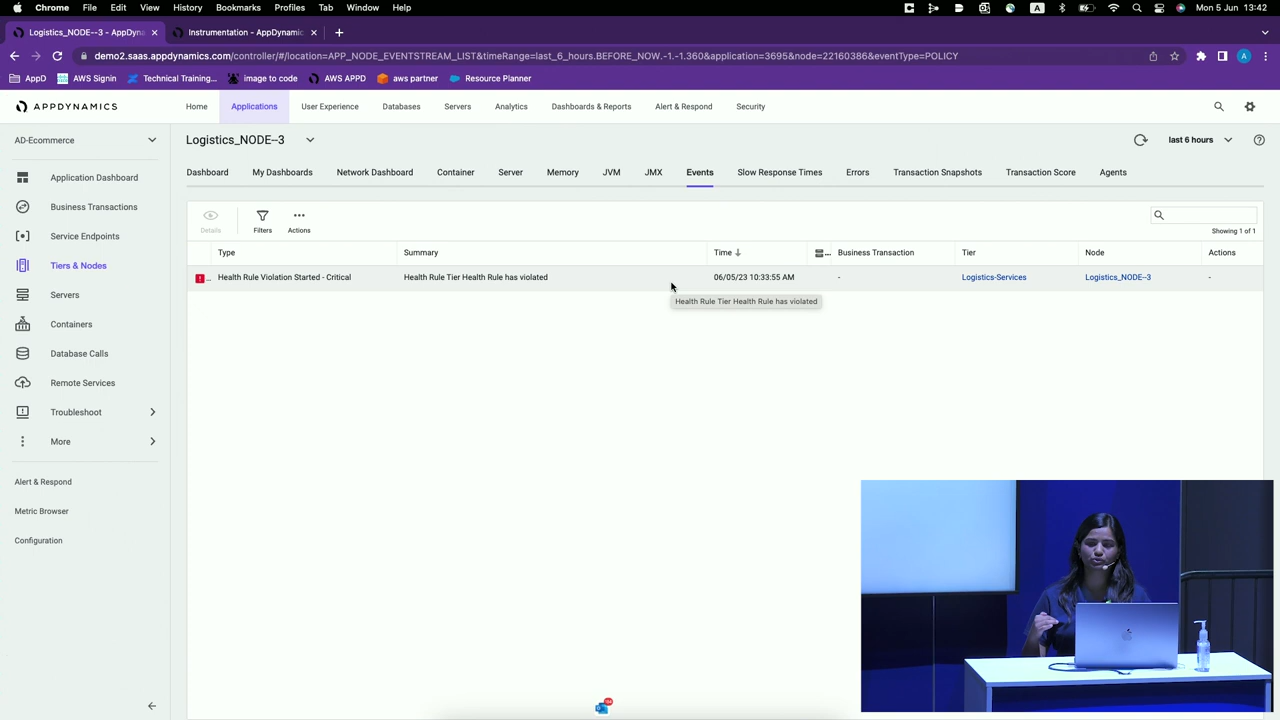 Chrome File Edit View History Bookmarks Profiles Tab Window Help A Mon 5 Jun 13:42
Logistics_NODE--3 - AppDyna Instrumentation - AppDynamic
demo2.saas.appdynamics.com/controller/#/location=APP_NODE_EVENTSTREAM_LIST&timeRange=last_6_hours.BEFORE_NOW.-1.-1.360&application=3695&node=22160386&eventType=POLICY A
AppD AWS Signin Technical Training... image to code AWS APPD aws partner Resource Planner
APPDYNAMICS Home Applications User Experience Databases Servers Analytics Dashboards & Reports Alert & Respond Security
AD-Ecommerce
Logistics_NODE--3 last 6 hours
Dashboard My Dashboards Network Dashboard Container Server Memory JVM JMX Events Slow Response Times Errors Transaction Snapshots Transaction Score Agents
Details Filters Actions Showing 1 of 1
Type Summary Time ↓ ... Business Transaction Tier Node Actions
Health Rule Violation Started - Critical Health Rule Tier Health Rule has violated 06/05/23 10:33:55 AM - Logistics-Services Logistics_NODE--3 -
Health Rule Tier Health Rule has violated
Application Dashboard
Business Transactions
Service Endpoints
Tiers & Nodes
Servers
Containers
Database Calls
Remote Services
Troubleshoot
More
Alert & Respond
Metric Browser
Configuration